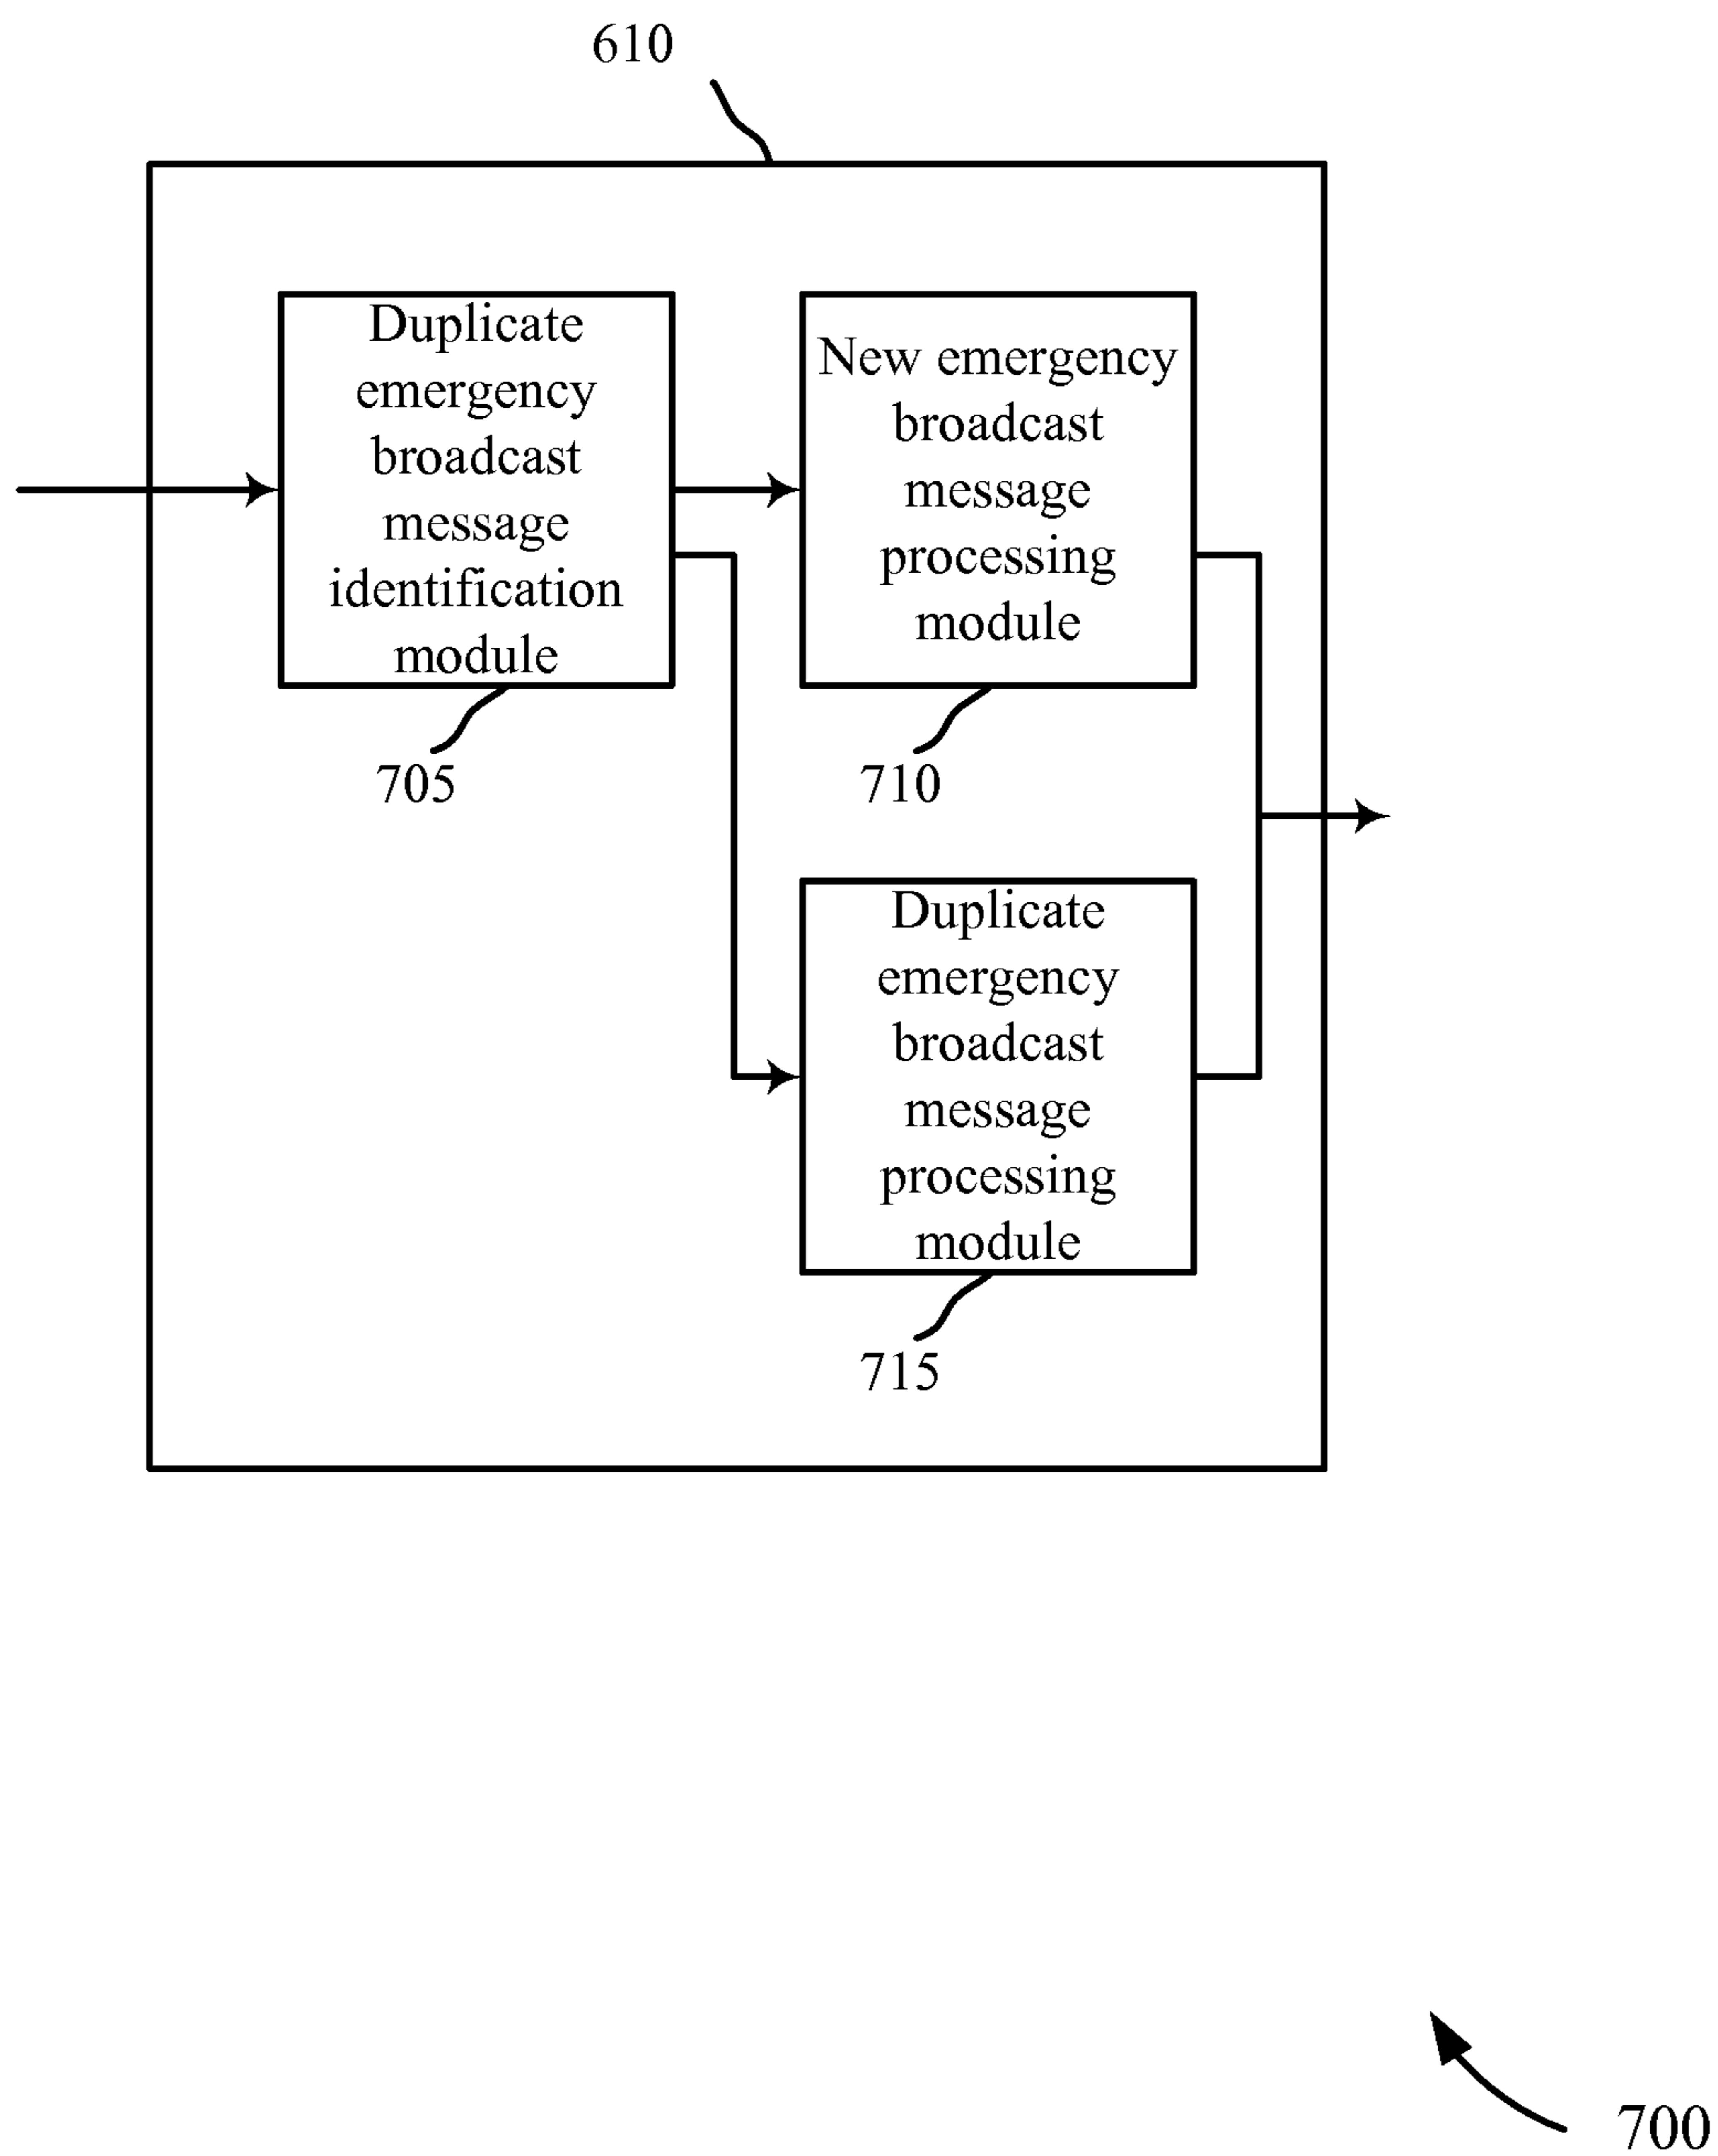 610
Duplicate
emergency
broadcast
message
identification
module
705
New emergency
broadcast
message
processing
module
710
Duplicate
emergency
broadcast
message
processing
module
715
700